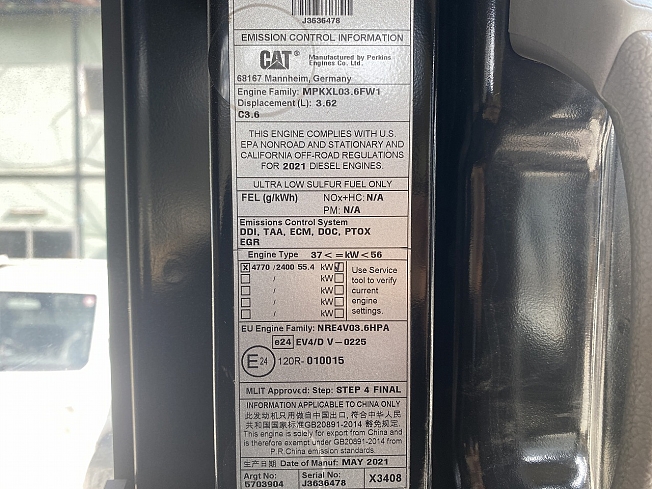 J3636478
EMISSION CONTROL INFORMATION
CAT® Manufactured by Perkins
Engines Co. Ltd.
68167 Mannheim, Germany
Engine Family: MPKXL03.6FW1
Displacement (L): 3.62
C3.6
THIS ENGINE COMPLIES WITH U.S.
EPA NONROAD AND STATIONARY AND
CALIFORNIA OFF-ROAD REGULATIONS
FOR 2021 DIESEL ENGINES.
ULTRA LOW SULFUR FUEL ONLY
FEL (g/kWh) NOx+HC: N/A
PM: N/A
Emissions Control System
DDI, TAA, ECM, DOC, PTOX
EGR
Engine Type 37<=kW<56
X 4770 /2400 55.4 kW
/ kW
/ kW
/ kW
/ kW
Use Service
tool to verify
current
engine
settings.
EU Engine Family: NRE4V03.6HPA
e24 EV4/D V-0225
E24 120R-010015
MLIT Approved: Step: STEP 4 FINAL
INFORMATION APPLICABLE TO CHINA ONLY
此发动机只用做自中国出口, 符合中华人民
共和国国家标准GB20891-2014 豁免规定.
This engine is solely for export from China and
is therefore exempt under GB20891-2014 from
P.R.China emission standards.
生产日期 Date of Manuf: MAY 2021
Argt No: 5703904
Serial No: J3636478
X3408